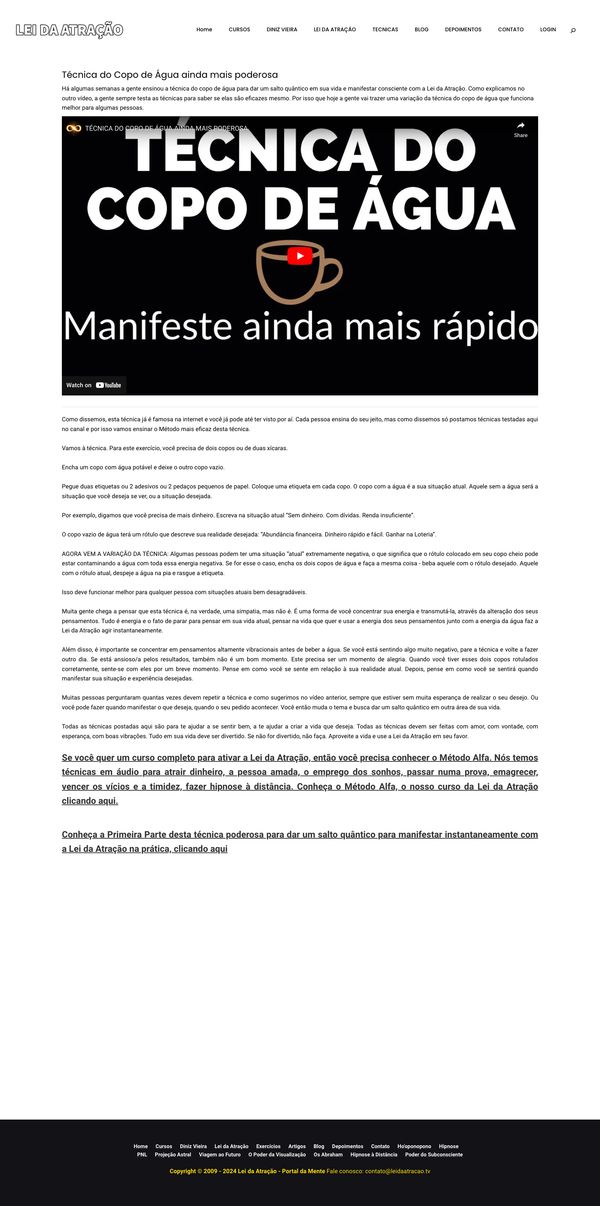 LEI DA ATRAÇÃO
Home CURSOS DINIZ VIEIRA LEI DA ATRAÇÃO TECNICAS BLOG DEPOIMENTOS CONTATO LOGIN
Técnica do Copo de Água ainda mais poderosa
Há algumas semanas a gente ensinou a técnica do copo de água para dar um salto quântico em sua vida e manifestar consciente com a Lei da Atração. Como explicamos no
outro vídeo, a gente sempre testa as técnicas para saber se elas são eficazes mesmo. Por isso que hoje a gente vai trazer uma variação da técnica do copo de água que funciona
melhor para algumas pessoas.
TÉCNICA DO COPO DE ÁGUA AINDA MAIS PODEROSA
Share
TÉCNICA DO
COPO DE ÁGUA
Manifeste ainda mais rápido
Watch on YouTube
Como dissemos, esta técnica já é famosa na internet e você já pode até ter visto por aí. Cada pessoa ensina do seu jeito, mas como dissemos só postamos técnicas testadas aqui
no canal e por isso vamos ensinar o Método mais eficaz desta técnica.
Vamos à técnica. Para este exercício, você precisa de dois copos ou de duas xícaras.
Encha um copo com água potável e deixe o outro copo vazio.
Pegue duas etiquetas ou 2 adesivos ou 2 pedaços pequenos de papel. Coloque uma etiqueta em cada copo. O copo com a água é a sua situação atual. Aquele sem a água será a
situação que você deseja se ver, ou a situação desejada.
Por exemplo, digamos que você precisa de mais dinheiro. Escreva na situação atual “Sem dinheiro. Com dívidas. Renda insuficiente”.
O copo vazio de água terá um rótulo que descreve sua realidade desejada: “Abundância financeira. Dinheiro rápido e fácil. Ganhar na Loteria”.
AGORA VEM A VARIAÇÃO DA TÉCNICA: Algumas pessoas podem ter uma situação “atual” extremamente negativa, o que significa que o rótulo colocado em seu copo cheio pode
estar contaminando a água com toda essa energia negativa. Se for esse o caso, encha os dois copos de água e faça a mesma coisa - beba aquele com o rótulo desejado. Aquele
com o rótulo atual, despeje a água na pia e rasgue a etiqueta.
Isso deve funcionar melhor para qualquer pessoa com situações atuais bem desagradáveis.
Muita gente chega a pensar que esta técnica é, na verdade, uma simpatia, mas não é. É uma forma de você concentrar sua energia e transmutá-la, através da alteração dos seus
pensamentos. Tudo é energia e o fato de parar para pensar em sua vida atual, pensar na vida que quer e usar a energia dos seus pensamentos junto com a energia da água faz a
Lei da Atração agir instantaneamente.
Além disso, é importante se concentrar em pensamentos altamente vibracionais antes de beber a água. Se você está sentindo algo muito negativo, pare a técnica e volte a fazer
outro dia. Se está ansioso/a pelos resultados, também não é um bom momento. Este precisa ser um momento de alegria. Quando você tiver esses dois copos rotulados
corretamente, sente-se com eles por um breve momento. Pense em como você se sente em relação à sua realidade atual. Depois, pense em como você se sentirá quando
manifestar sua situação e experiência desejadas.
Muitas pessoas perguntaram quantas vezes devem repetir a técnica e como sugerimos no vídeo anterior, sempre que estiver sem muita esperança de realizar o seu desejo. Ou
você pode fazer quando manifestar o que deseja, quando o seu pedido acontecer. Você então muda o tema e busca dar um salto quântico em outra área de sua vida.
Todas as técnicas postadas aqui são para te ajudar a se sentir bem, a te ajudar a criar a vida que deseja. Todas as técnicas devem ser feitas com amor, com vontade, com
esperança, com boas vibrações. Tudo em sua vida deve ser divertido. Se não for divertido, não faça. Aproveite a vida e use a Lei da Atração em seu favor.
Se você quer um curso completo para ativar a Lei da Atração, então você precisa conhecer o Método Alfa. Nós temos
técnicas em áudio para atrair dinheiro, a pessoa amada, o emprego dos sonhos, passar numa prova, emagrecer,
vencer os vícios e a timidez, fazer hipnose à distância. Conheça o Método Alfa, o nosso curso da Lei da Atração
clicando aqui.
Conheça a Primeira Parte desta técnica poderosa para dar um salto quântico para manifestar instantaneamente com
a Lei da Atração na prática, clicando aqui
Home Cursos Diniz Vieira Lei da Atração Exercícios Artigos Blog Depoimentos Contato Ho'oponopono Hipnose
PNL Projeção Astral Viagem ao Futuro O Poder da Visualização Os Abraham Hipnose à Distância Poder do Subconsciente
Copyright © 2009 - 2024 Lei da Atração - Portal da Mente Fale conosco: contato@leidaatracao.tv